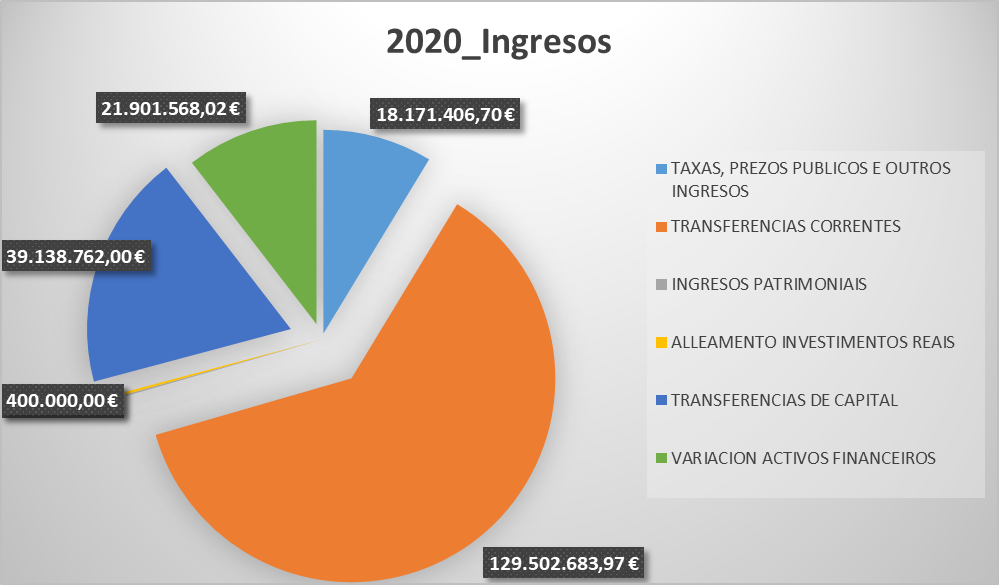 2020_Ingresos
21.901.568,02 €
18.171.406,70 €
39.138.762,00 €
400.000,00 €
129.502.683,97 €
TAXAS, PREZOS PUBLICOS E OUTROS
INGRESOS
TRANSFERENCIAS CORRENTES
INGRESOS PATRIMONIAIS
ALLEAMENTO INVESTIMENTOS REAIS
TRANSFERENCIAS DE CAPITAL
VARIACION ACTIVOS FINANCEIROS